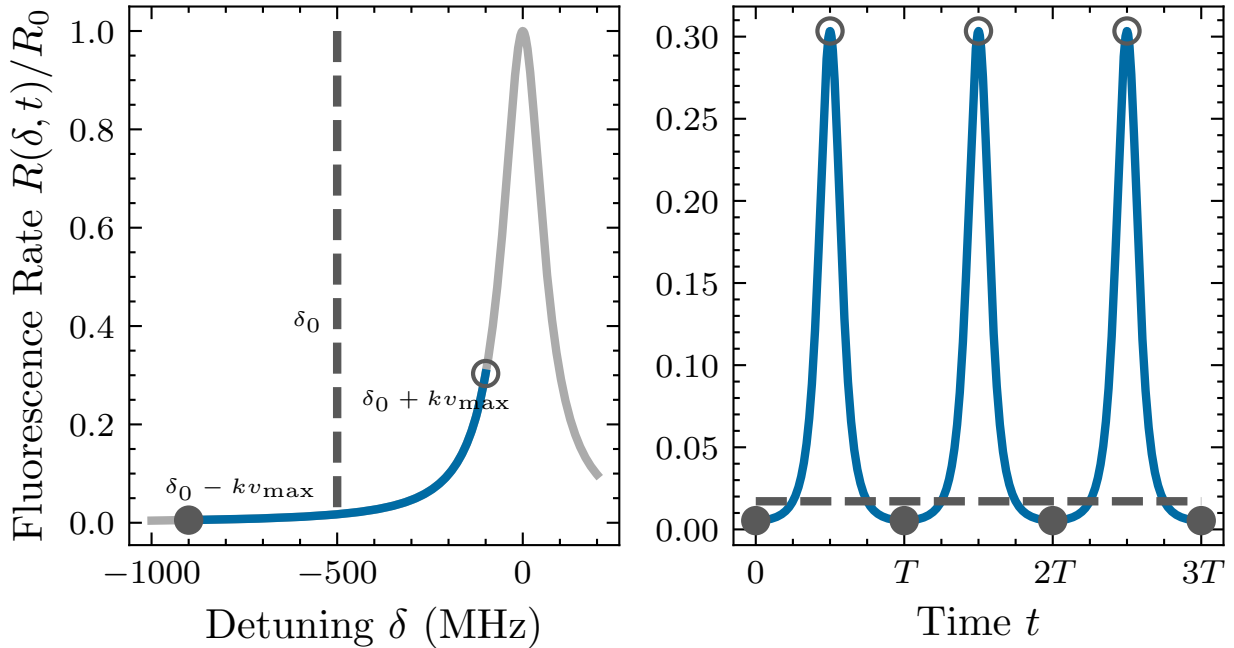 Fluorescence Rate R(δ, t)/R₀
1.0
0.8
0.6
0.4
0.2
0.0
δ₀
δ₀ + kv_max
δ₀ − kv_max
−1000
−500
0
Detuning δ (MHz)
0.30
0.25
0.20
0.15
0.10
0.05
0.00
0
T
2T
3T
Time t